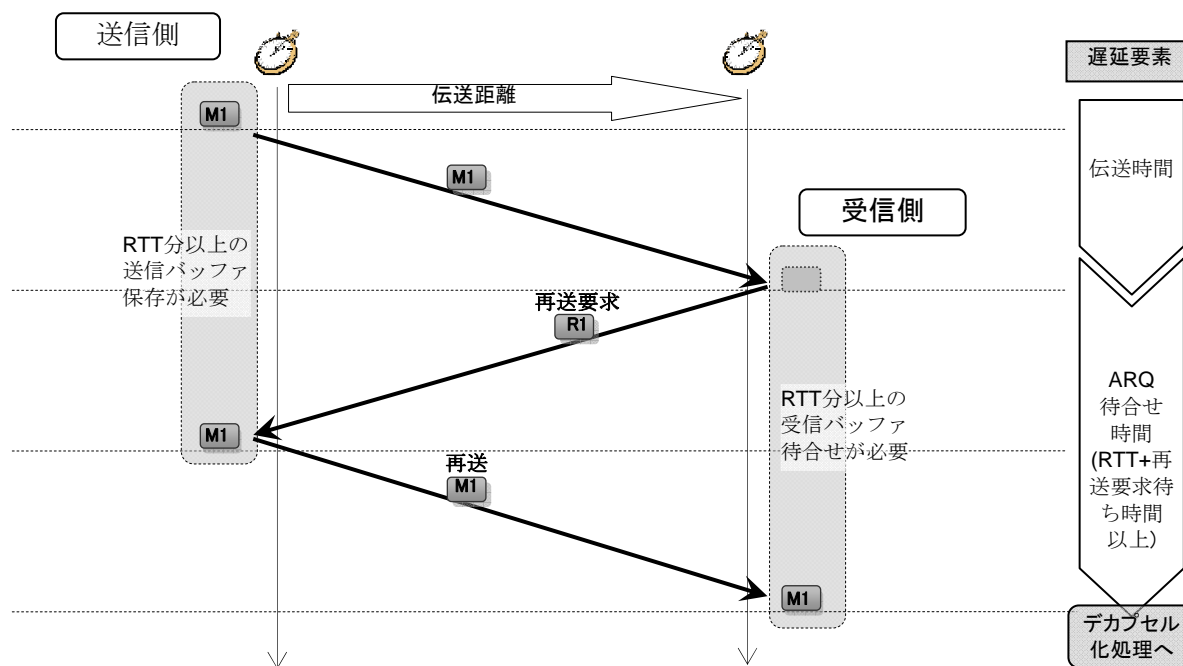 送信側
遅延要素
伝送距離
M1
伝送時間
M1
受信側
RTT分以上の
送信バッファ
保存が必要
再送要求
R1
ARQ
待合せ
時間
(RTT+再
送要求待
ち時間
以上)
RTT分以上の
受信バッファ
待合せが必要
M1
再送
M1
M1
デカプセル
化処理へ